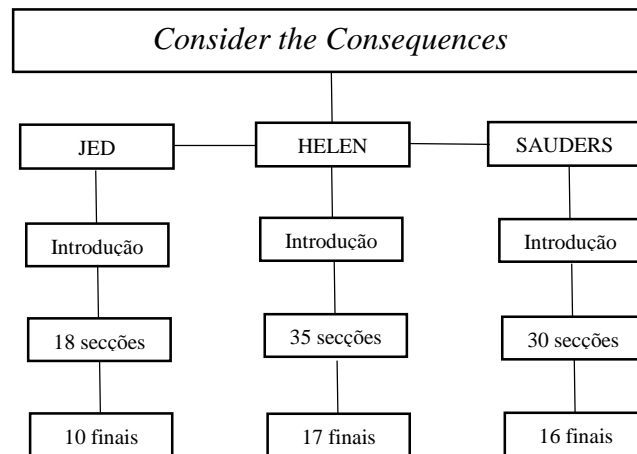 Consider the Consequences
JED
HELEN
SAUDERS
Introdução
Introdução
Introdução
18 secções
35 secções
30 secções
10 finais
17 finais
16 finais